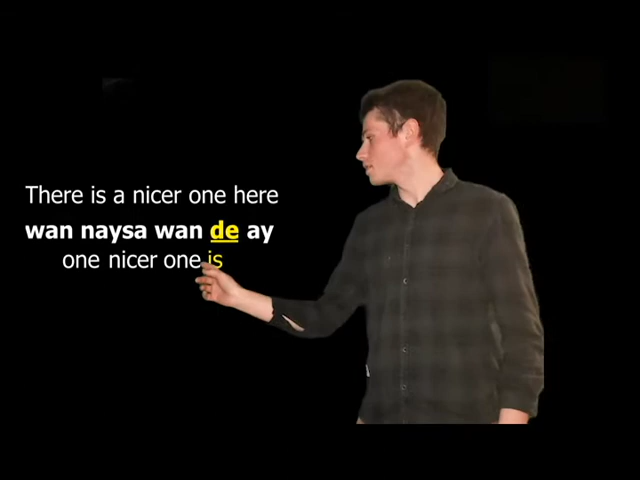 There is a nicer one here
wan naysa wan de ay
one nicer one is